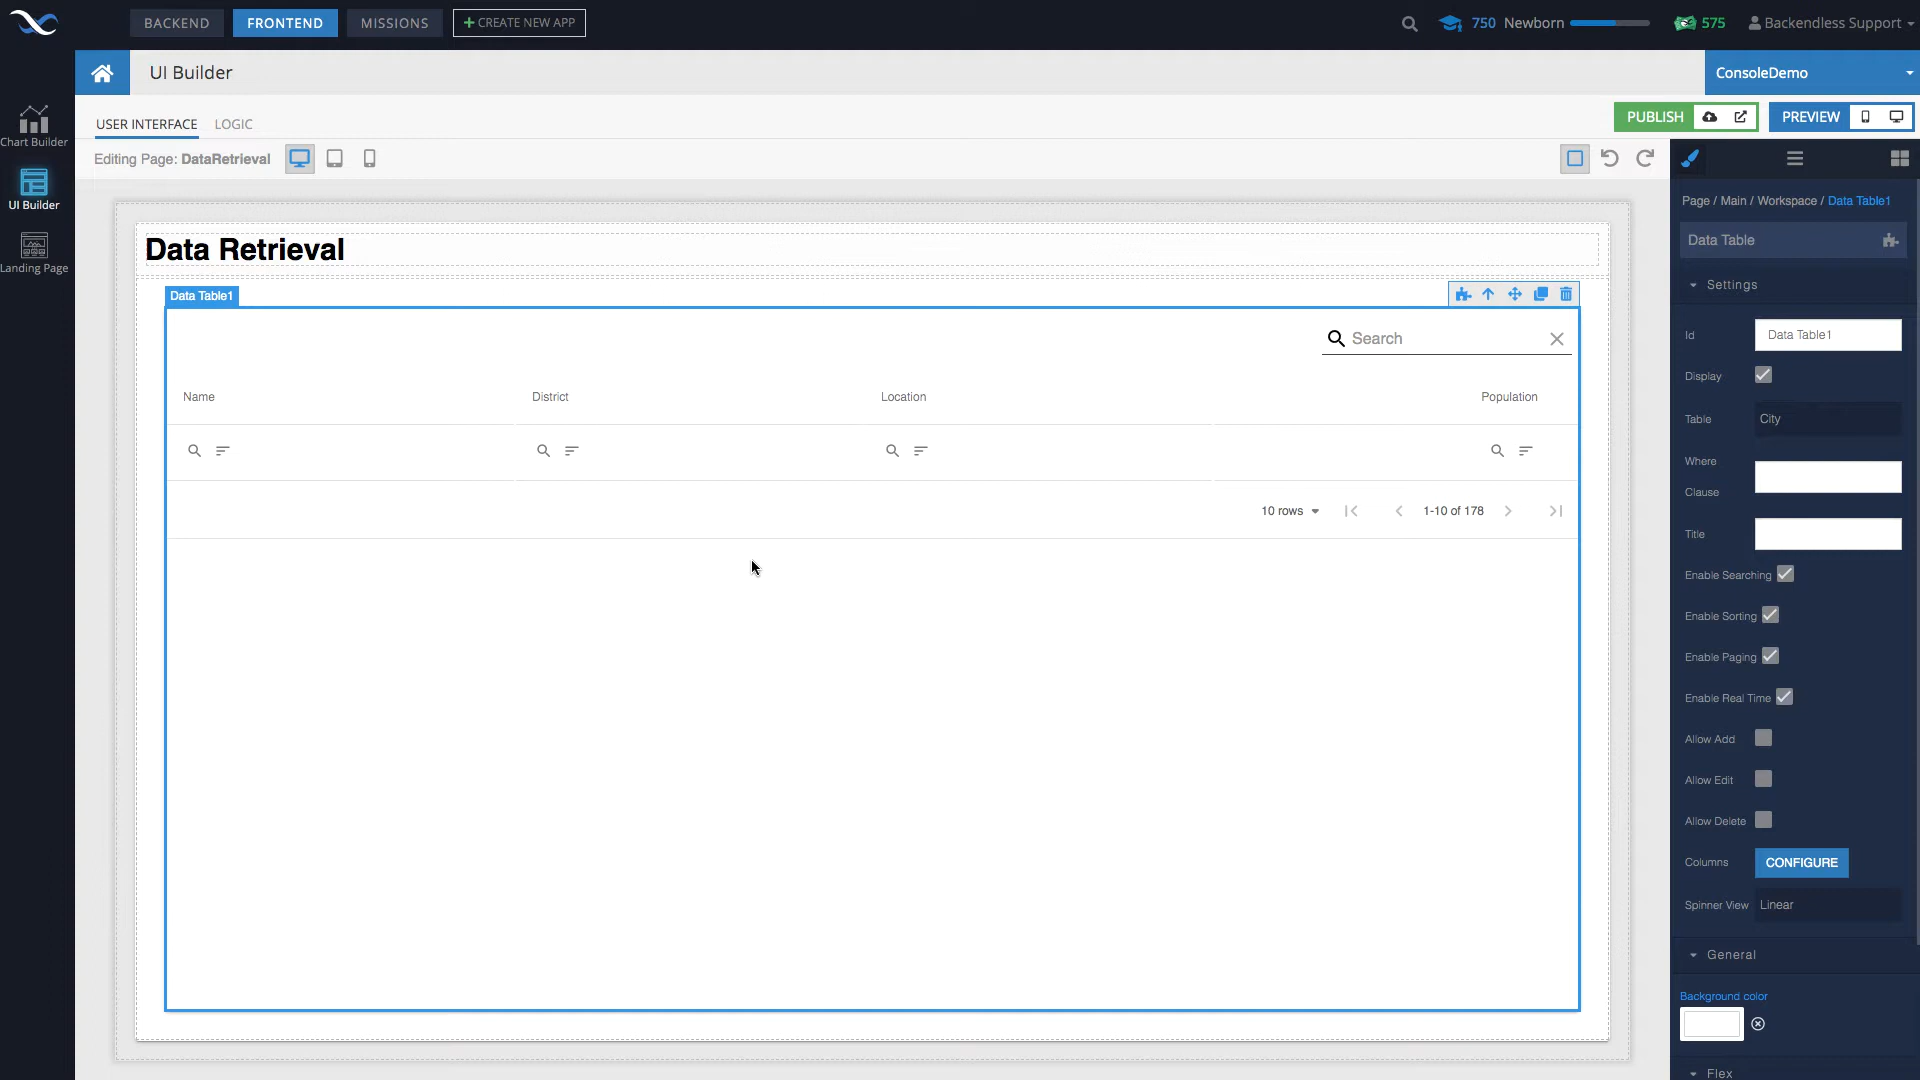 BACKEND FRONTEND MISSIONS + CREATE NEW APP 750 Newborn 575 Backendless Support
UI Builder ConsoleDemo
USER INTERFACE LOGIC PUBLISH PREVIEW
Editing Page: DataRetrieval
Chart Builder
UI Builder
Landing Page
Data Retrieval
Data Table1
Search
Name District Location Population
10 rows 1-10 of 178
Page / Main / Workspace / Data Table1
Data Table
Settings
Id Data Table1
Display
Table City
Where
Clause
Title
Enable Searching
Enable Sorting
Enable Paging
Enable Real Time
Allow Add
Allow Edit
Allow Delete
Columns CONFIGURE
Spinner View Linear
General
Background color
Flex